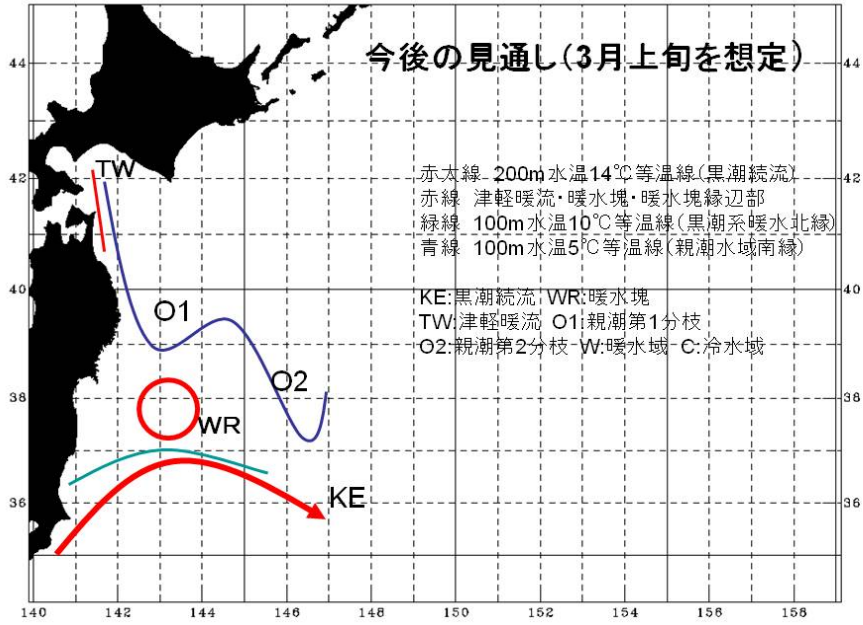 今後の見通し(3月上旬を想定)
44 44
TW
赤太線 200m水温14℃等温線(黒潮続流)
42 42
赤線 津軽暖流・暖水塊・暖水塊縁辺部
緑線 100m水温10℃等温線(黒潮系暖水北縁)
青線 100m水温5℃等温線(親潮水域南縁)
40 40
KE:黒潮続流 WR:暖水塊
O1
TW:津軽暖流 O1:親潮第1分枝
O2:親潮第2分枝 W:暖水域 C:冷水域
O2
38 38
WR
KE
36 36
140 142 144 146 148 150 152 154 156 158